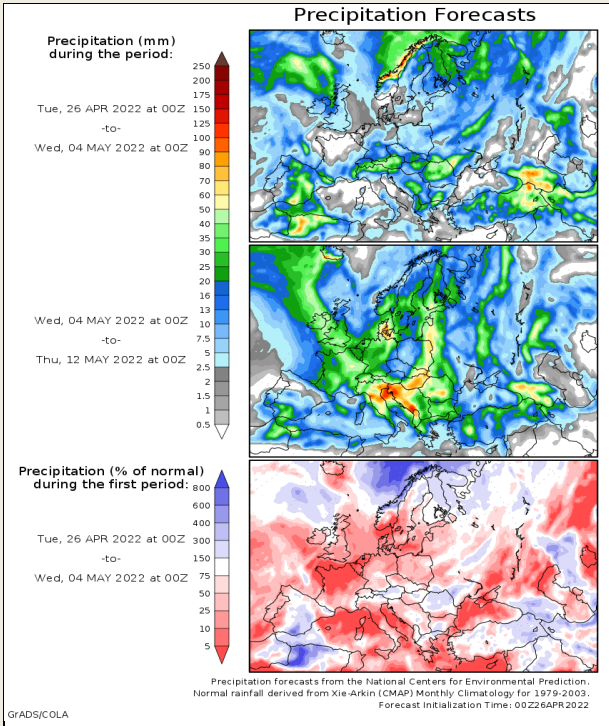 Precipitation Forecasts
Precipitation (mm)
during the period:
Tue, 26 APR 2022 at 00Z
-to-
Wed, 04 MAY 2022 at 00Z
250
200
175
150
125
100
90
80
70
60
50
40
35
30
25
20
16
13
10
7.5
5
2.5
2
1.5
1
0.5
Wed, 04 MAY 2022 at 00Z
-to-
Thu, 12 MAY 2022 at 00Z
Precipitation (% of normal)
during the first period:
Tue, 26 APR 2022 at 00Z
-to-
Wed, 04 MAY 2022 at 00Z
800
600
400
300
150
75
50
25
10
5
Precipitation forecasts from the National Centers for Environmental Prediction.
Normal rainfall derived from Xie-Arkin (CMAP) Monthly Climatology for 1979-2003.
Forecast Initialization Time: 00Z26APR2022
GrADS/COLA